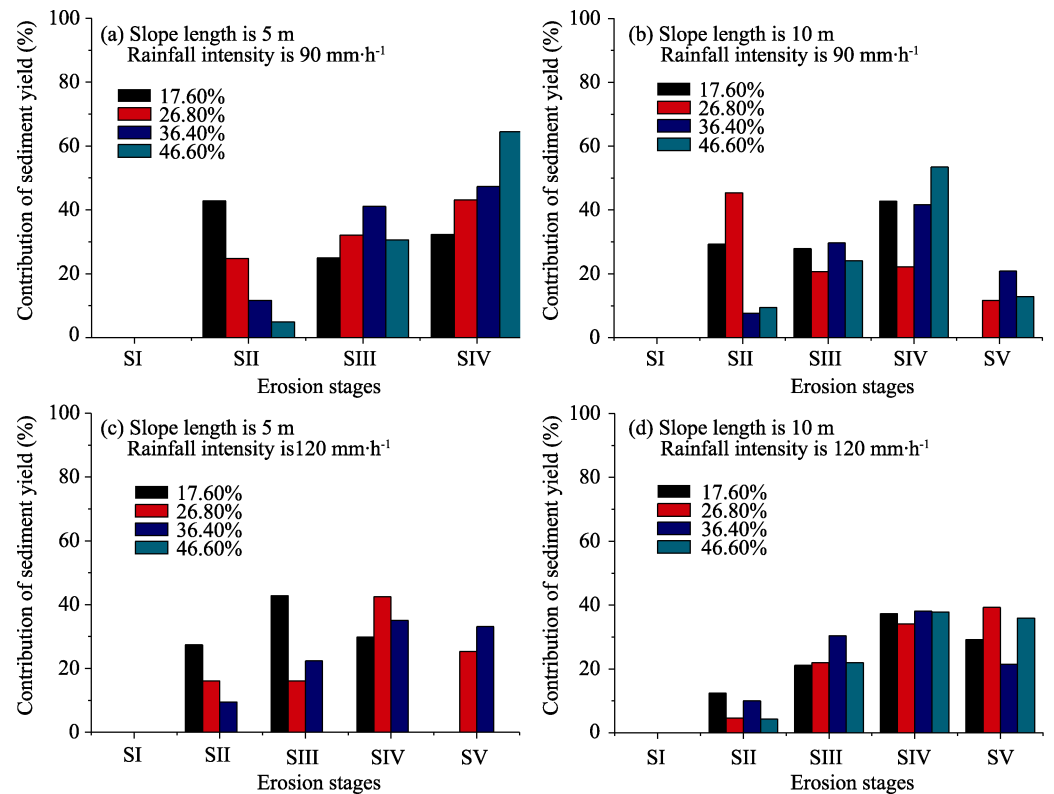 (a) Slope length is 5 m
Rainfall intensity is 90 mm·h⁻¹
17.60%
26.80%
36.40%
46.60%
Contribution of sediment yield (%)
100
80
60
40
20
0
SI SII SIII SIV
Erosion stages
(b) Slope length is 10 m
Rainfall intensity is 90 mm·h⁻¹
17.60%
26.80%
36.40%
46.60%
Contribution of sediment yield (%)
100
80
60
40
20
0
SI SII SIII SIV SV
Erosion stages
(c) Slope length is 5 m
Rainfall intensity is120 mm·h⁻¹
17.60%
26.80%
36.40%
46.60%
Contribution of sediment yield (%)
100
80
60
40
20
0
SI SII SIII SIV SV
Erosion stages
(d) Slope length is 10 m
Rainfall intensity is 120 mm·h⁻¹
17.60%
26.80%
36.40%
46.60%
Contribution of sediment yield (%)
100
80
60
40
20
0
SI SII SIII SIV SV
Erosion stages